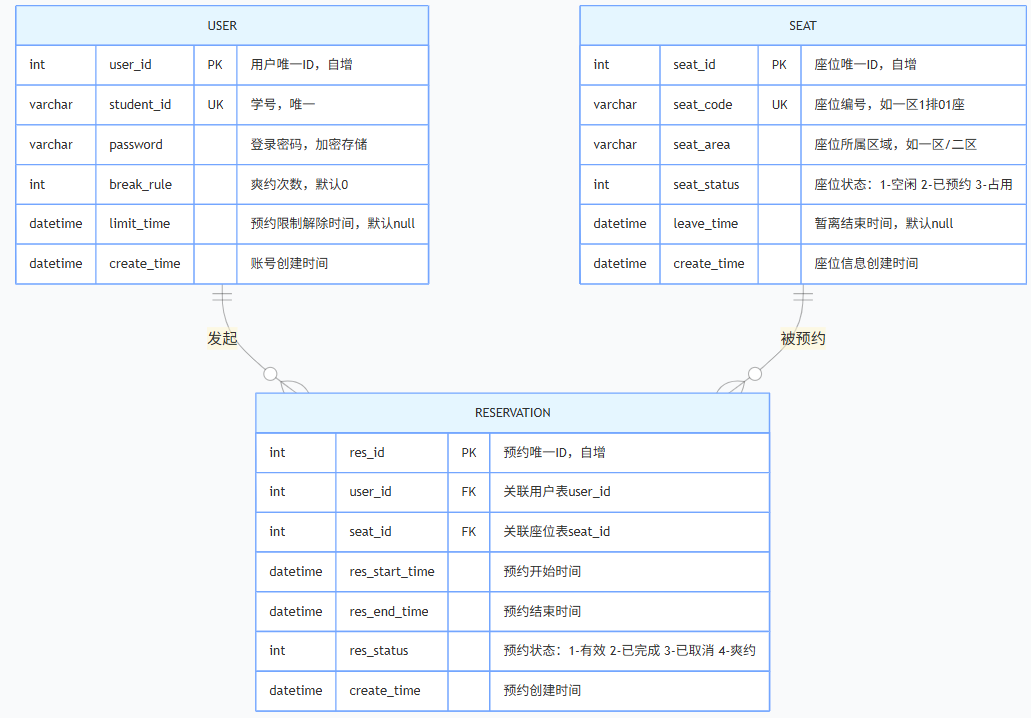 USER
int user_id PK 用户唯一ID，自增
varchar student_id UK 学号，唯一
varchar password 登录密码，加密存储
int break_rule 爽约次数，默认0
datetime limit_time 预约限制解除时间，默认null
datetime create_time 账号创建时间
SEAT
int seat_id PK 座位唯一ID，自增
varchar seat_code UK 座位编号，如一区1排01座
varchar seat_area 座位所属区域，如一区/二区
int seat_status 座位状态：1-空闲 2-已预约 3-占用
datetime leave_time 暂离结束时间，默认null
datetime create_time 座位信息创建时间
发起
被预约
RESERVATION
int res_id PK 预约唯一ID，自增
int user_id FK 关联用户表user_id
int seat_id FK 关联座位表seat_id
datetime res_start_time 预约开始时间
datetime res_end_time 预约结束时间
int res_status 预约状态：1-有效 2-已完成 3-已取消 4-爽约
datetime create_time 预约创建时间